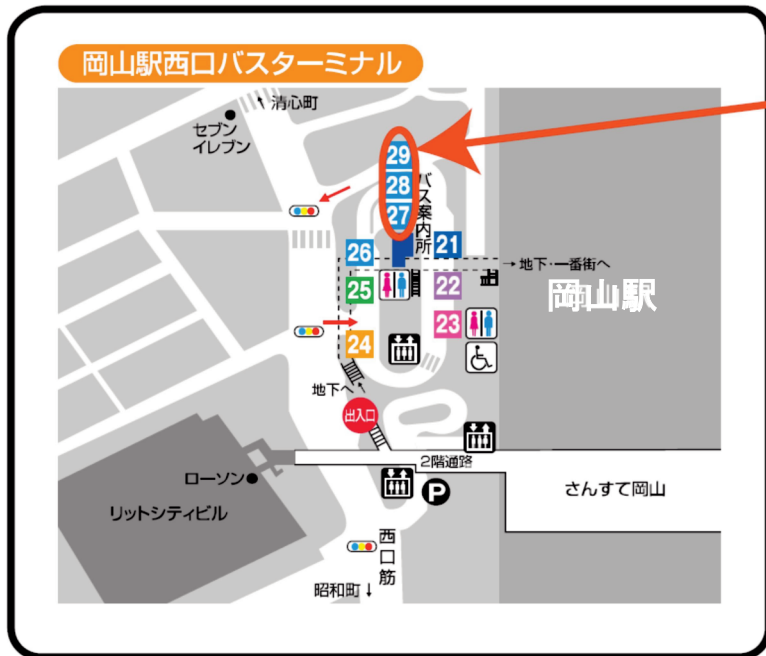 岡山駅西口バスターミナル
清心町
セブン
イレブン
29
28
27
バス案内所
26
21
地下・一番街へ
25
22
岡山駅
23
24
地下へ
出入口
2階通路
ローソン
P
さんすて岡山
リットシティビル
西口筋
昭和町